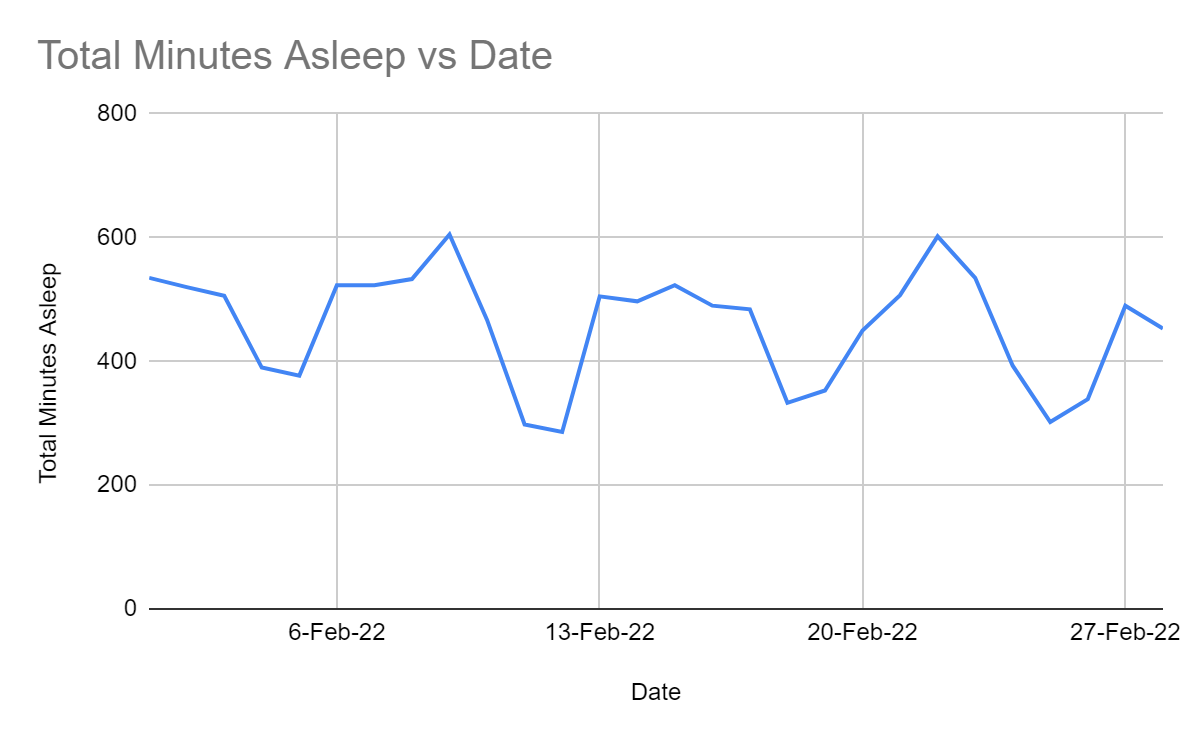 Total Minutes Asleep vs Date
Total Minutes Asleep
800
600
400
200
0
6-Feb-22
13-Feb-22
20-Feb-22
27-Feb-22
Date